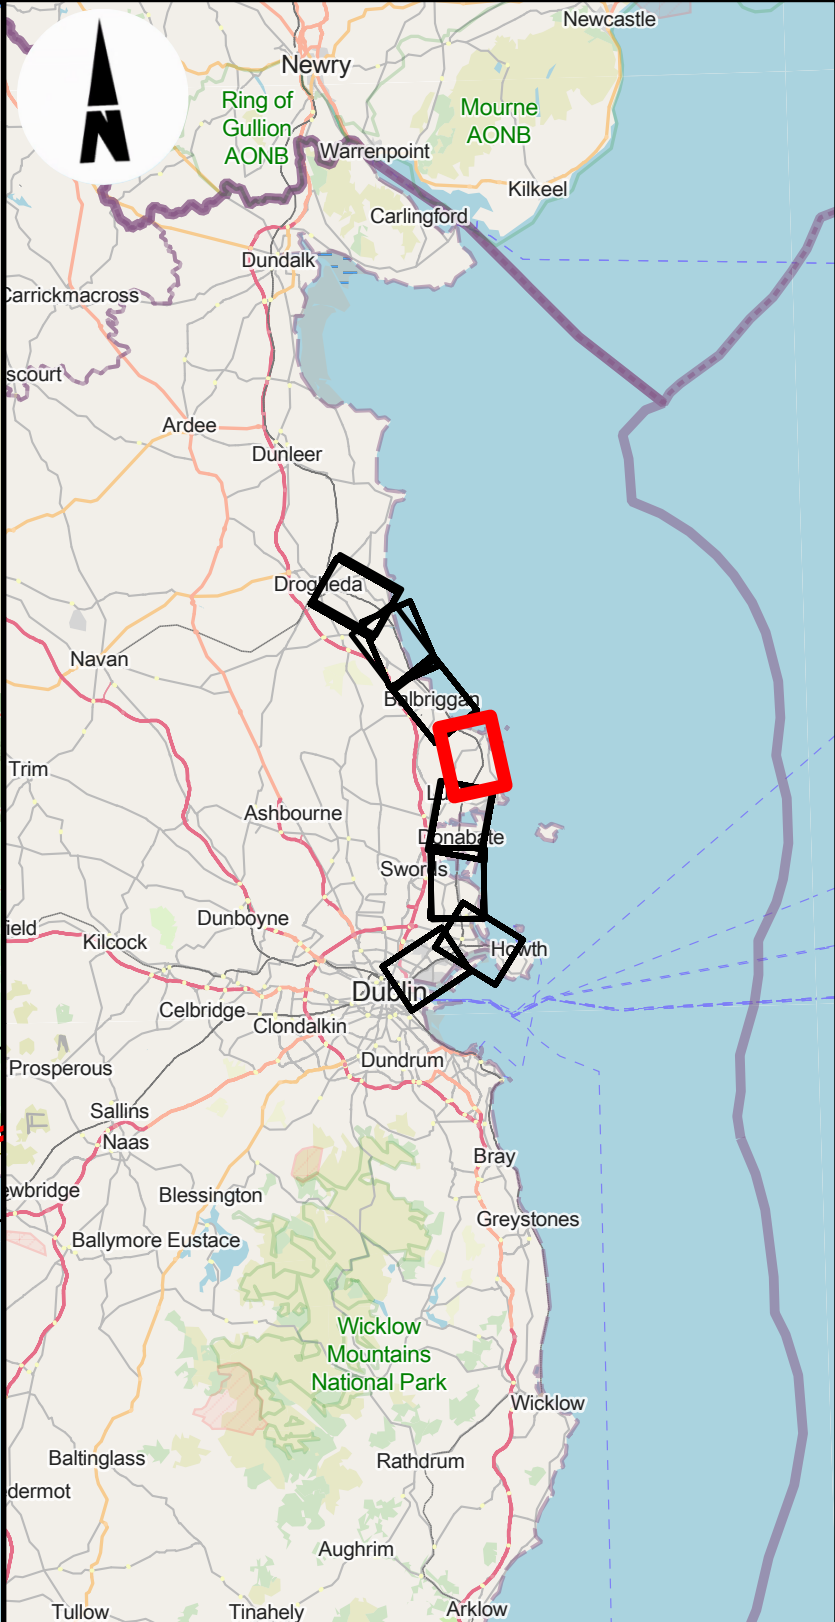 Newcastle
Newry
Ring of
Gullion
AONB
Mourne
AONB
N
Warrenpoint
Kilkeel
Carlingford
Dundalk
Carrickmacross
scourt
Ardee
Dunleer
Drogheda
Navan
Balbriggan
Trim
Lu
Ashbourne
Donabate
Swords
Dunboyne
ield
Kilcock
Howth
Dublin
Celbridge
Clondalkin
Dundrum
Prosperous
Sallins
Naas
Bray
ewbridge
Blessington
Greystones
Ballymore Eustace
Wicklow
Mountains
National Park
Wicklow
Baltinglass
Rathdrum
dermot
Aughrim
Tullow
Tinahely
Arklow